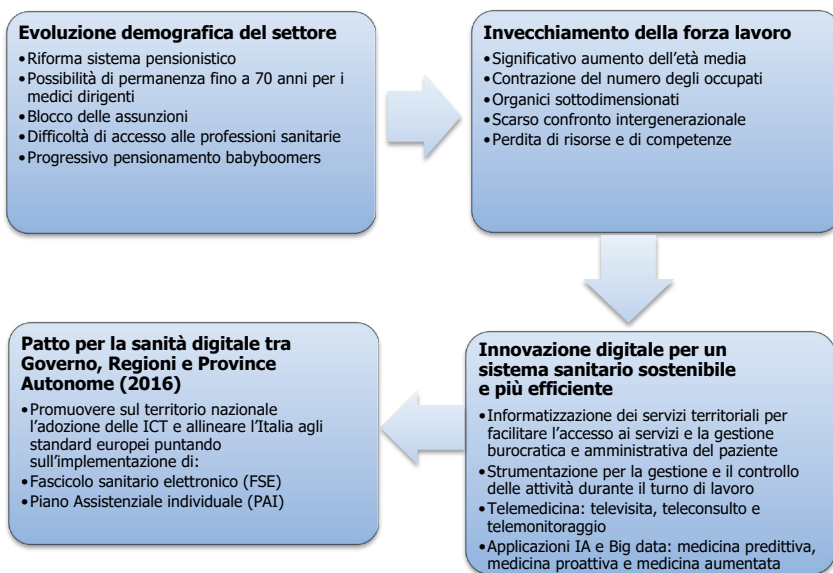 Evoluzione demografica del settore
•Riforma sistema pensionistico
•Possibilità di permanenza fino a 70 anni per i
medici dirigenti
•Blocco delle assunzioni
•Difficoltà di accesso alle professioni sanitarie
•Progressivo pensionamento babyboomers
Invecchiamento della forza lavoro
•Significativo aumento dell'età media
•Contrazione del numero degli occupati
•Organici sottodimensionati
•Scarso confronto intergenerazionale
•Perdita di risorse e di competenze
Innovazione digitale per un
sistema sanitario sostenibile
e più efficiente
•Informatizzazione dei servizi territoriali per
facilitare l'accesso ai servizi e la gestione
burocratica e amministrativa del paziente
•Strumentazione per la gestione e il controllo
delle attività durante il turno di lavoro
•Telemedicina: televisita, teleconsulto e
telemonitoraggio
•Applicazioni IA e Big data: medicina predittiva,
medicina proattiva e medicina aumentata
Patto per la sanità digitale tra
Governo, Regioni e Province
Autonome (2016)
•Promuovere sul territorio nazionale
l'adozione delle ICT e allineare l'Italia agli
standard europei puntando
sull'implementazione di:
•Fascicolo sanitario elettronico (FSE)
•Piano Assistenziale individuale (PAI)